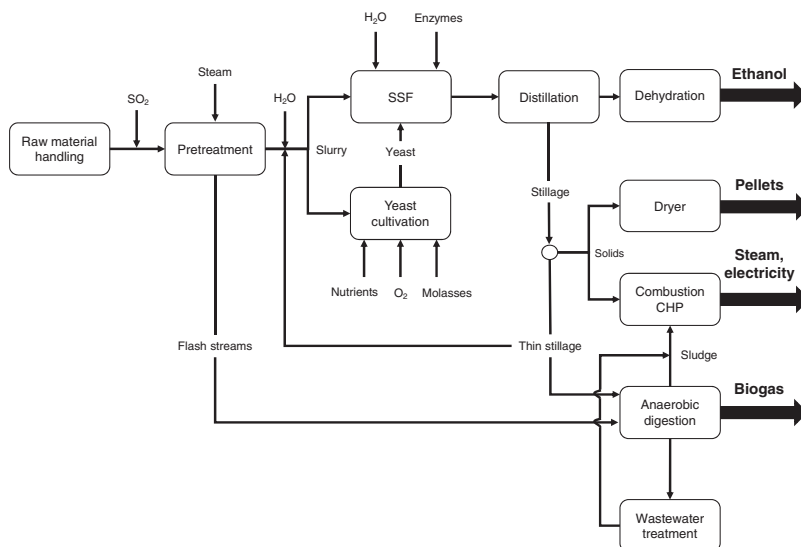 H2O
Enzymes
Steam
Ethanol
SO2
H2O
SSF
Distillation
Dehydration
Raw material
handling
Pretreatment
Slurry
Yeast
Pellets
Stillage
Yeast
cultivation
Dryer
Solids
Steam,
electricity
Nutrients
O2
Molasses
Combustion
CHP
Flash streams
Thin stillage
Sludge
Biogas
Anaerobic
digestion
Wastewater
treatment